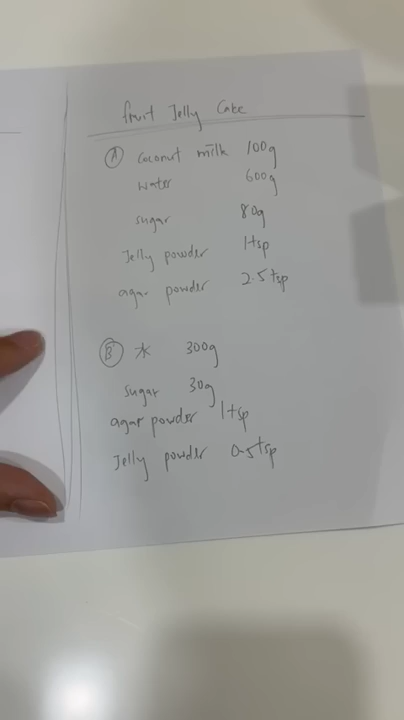 fruit Jelly Cake
Ⓐ Coconut milk 100g
water 600g
sugar 80g
Jelly powder 1tsp
agar powder 2.5tsp
Ⓑ 水 300g
sugar 30g
agar powder 1tsp
Jelly powder 0.5tsp